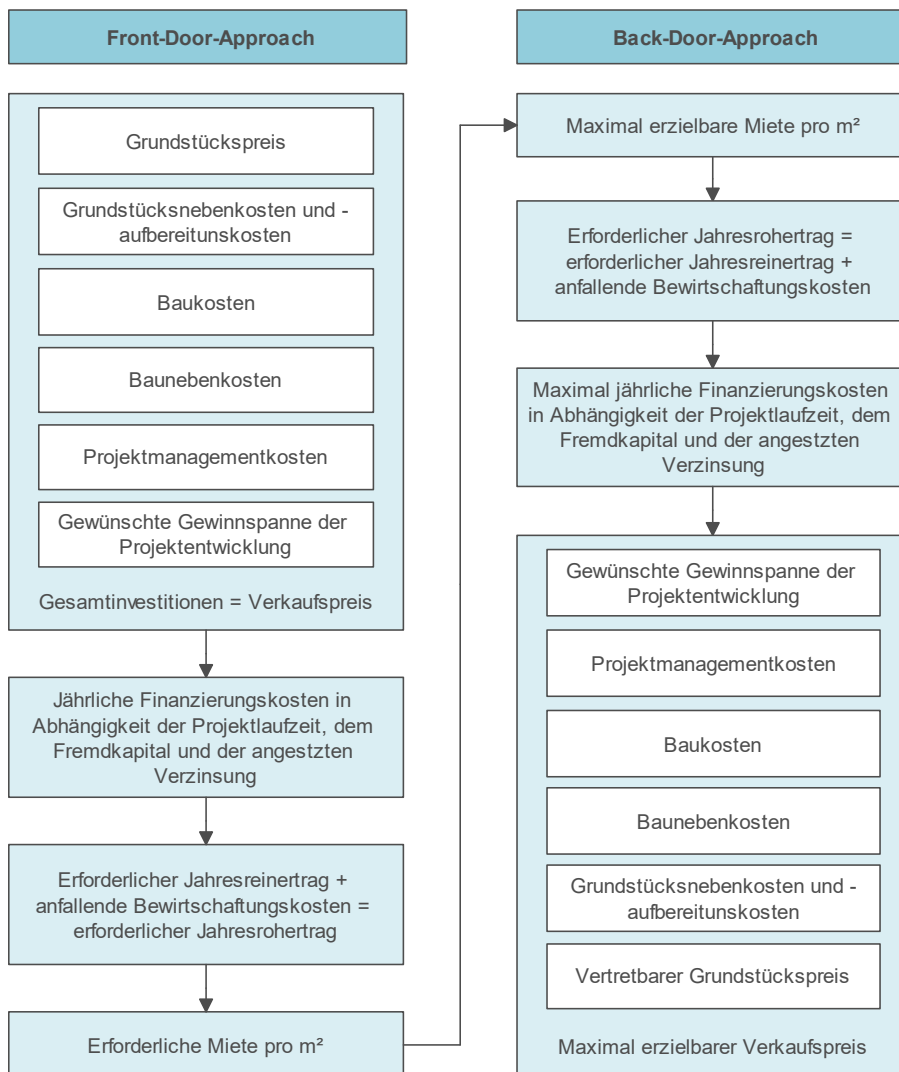 Front-Door-Approach
Grundstückspreis
Grundstücksnebenkosten und -
aufbereitunskosten
Baukosten
Baunebenkosten
Projektmanagementkosten
Gewünschte Gewinnspanne der
Projektentwicklung
Gesamtinvestitionen = Verkaufspreis
Jährliche Finanzierungskosten in
Abhängigkeit der Projektlaufzeit, dem
Fremdkapital und der angestzten
Verzinsung
Erforderlicher Jahresreinertrag +
anfallende Bewirtschaftungskosten =
erforderlicher Jahresrohertrag
Erforderliche Miete pro m²
Back-Door-Approach
Maximal erzielbare Miete pro m²
Erforderlicher Jahresrohertrag =
erforderlicher Jahresreinertrag +
anfallende Bewirtschaftungskosten
Maximal jährliche Finanzierungskosten
in Abhängigkeit der Projektlaufzeit, dem
Fremdkapital und der angestzten
Verzinsung
Gewünschte Gewinnspanne der
Projektentwicklung
Projektmanagementkosten
Baukosten
Baunebenkosten
Grundstücksnebenkosten und -
aufbereitunskosten
Vertretbarer Grundstückspreis
Maximal erzielbarer Verkaufspreis